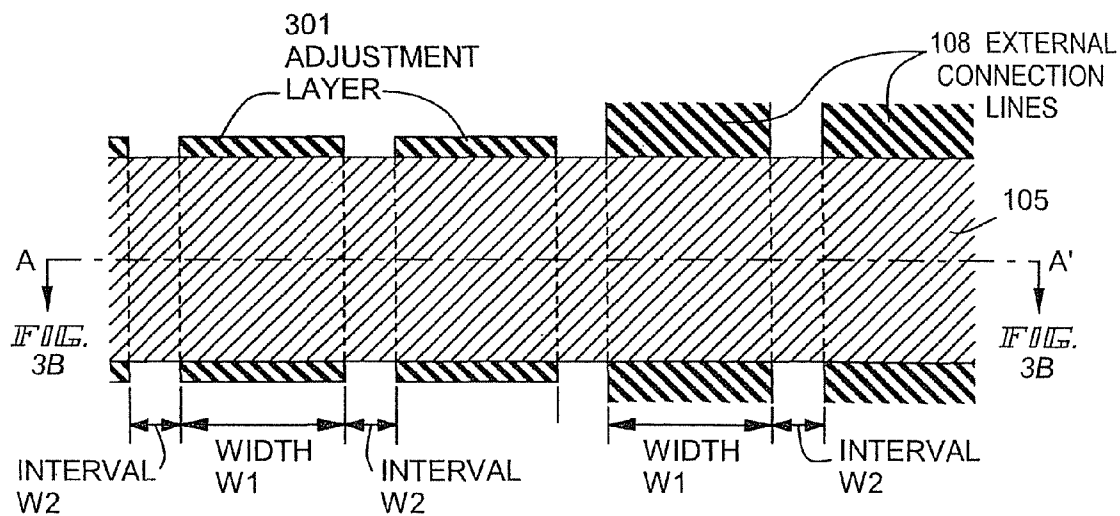 301
ADJUSTMENT
LAYER
108 EXTERNAL
CONNECTION
LINES
105
A
A'
FIG.
3B
FIG.
3B
INTERVAL
W2
WIDTH
W1
INTERVAL
W2
WIDTH
W1
INTERVAL
W2